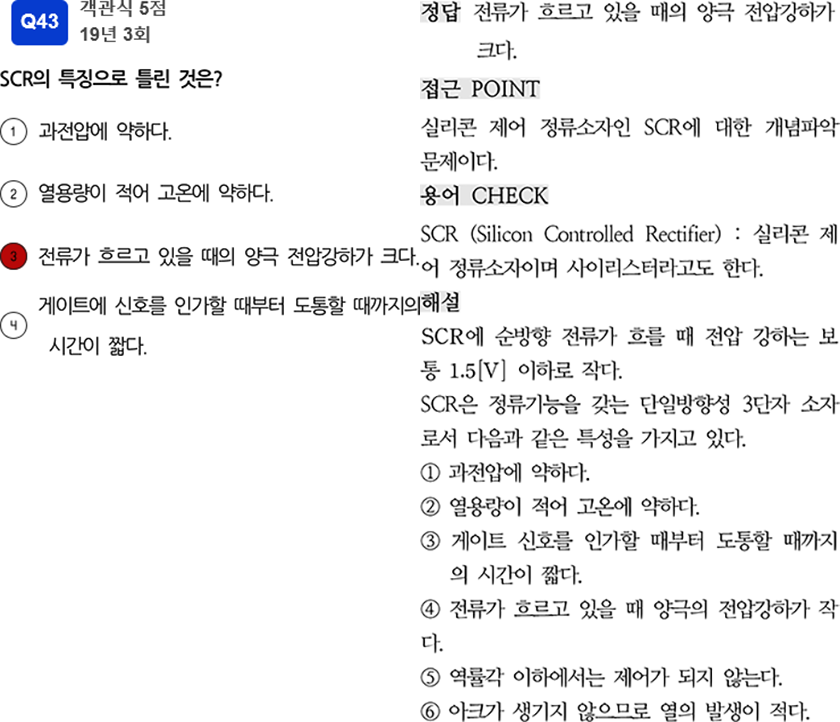 Q43
객관식 5점
19년 3회
SCR의 특징으로 틀린 것은?
① 과전압에 약하다.
② 열용량이 적어 고온에 약하다.
③ 전류가 흐르고 있을 때의 양극 전압강하가 크다.
④ 게이트에 신호를 인가할 때부터 도통할 때까지의
시간이 짧다.
정답 전류가 흐르고 있을 때의 양극 전압강하가
크다.
접근 POINT
실리콘 제어 정류소자인 SCR에 대한 개념파악
문제이다.
용어 CHECK
SCR (Silicon Controlled Rectifier) : 실리콘 제
어 정류소자이며 사이리스터라고도 한다.
해설
SCR에 순방향 전류가 흐를 때 전압 강하는 보
통 1.5[V] 이하로 작다.
SCR은 정류기능을 갖는 단일방향성 3단자 소자
로서 다음과 같은 특성을 가지고 있다.
① 과전압에 약하다.
② 열용량이 적어 고온에 약하다.
③ 게이트 신호를 인가할 때부터 도통할 때까지
의 시간이 짧다.
④ 전류가 흐르고 있을 때 양극의 전압강하가 작
다.
⑤ 역률각 이하에서는 제어가 되지 않는다.
⑥ 아크가 생기지 않으므로 열의 발생이 적다.